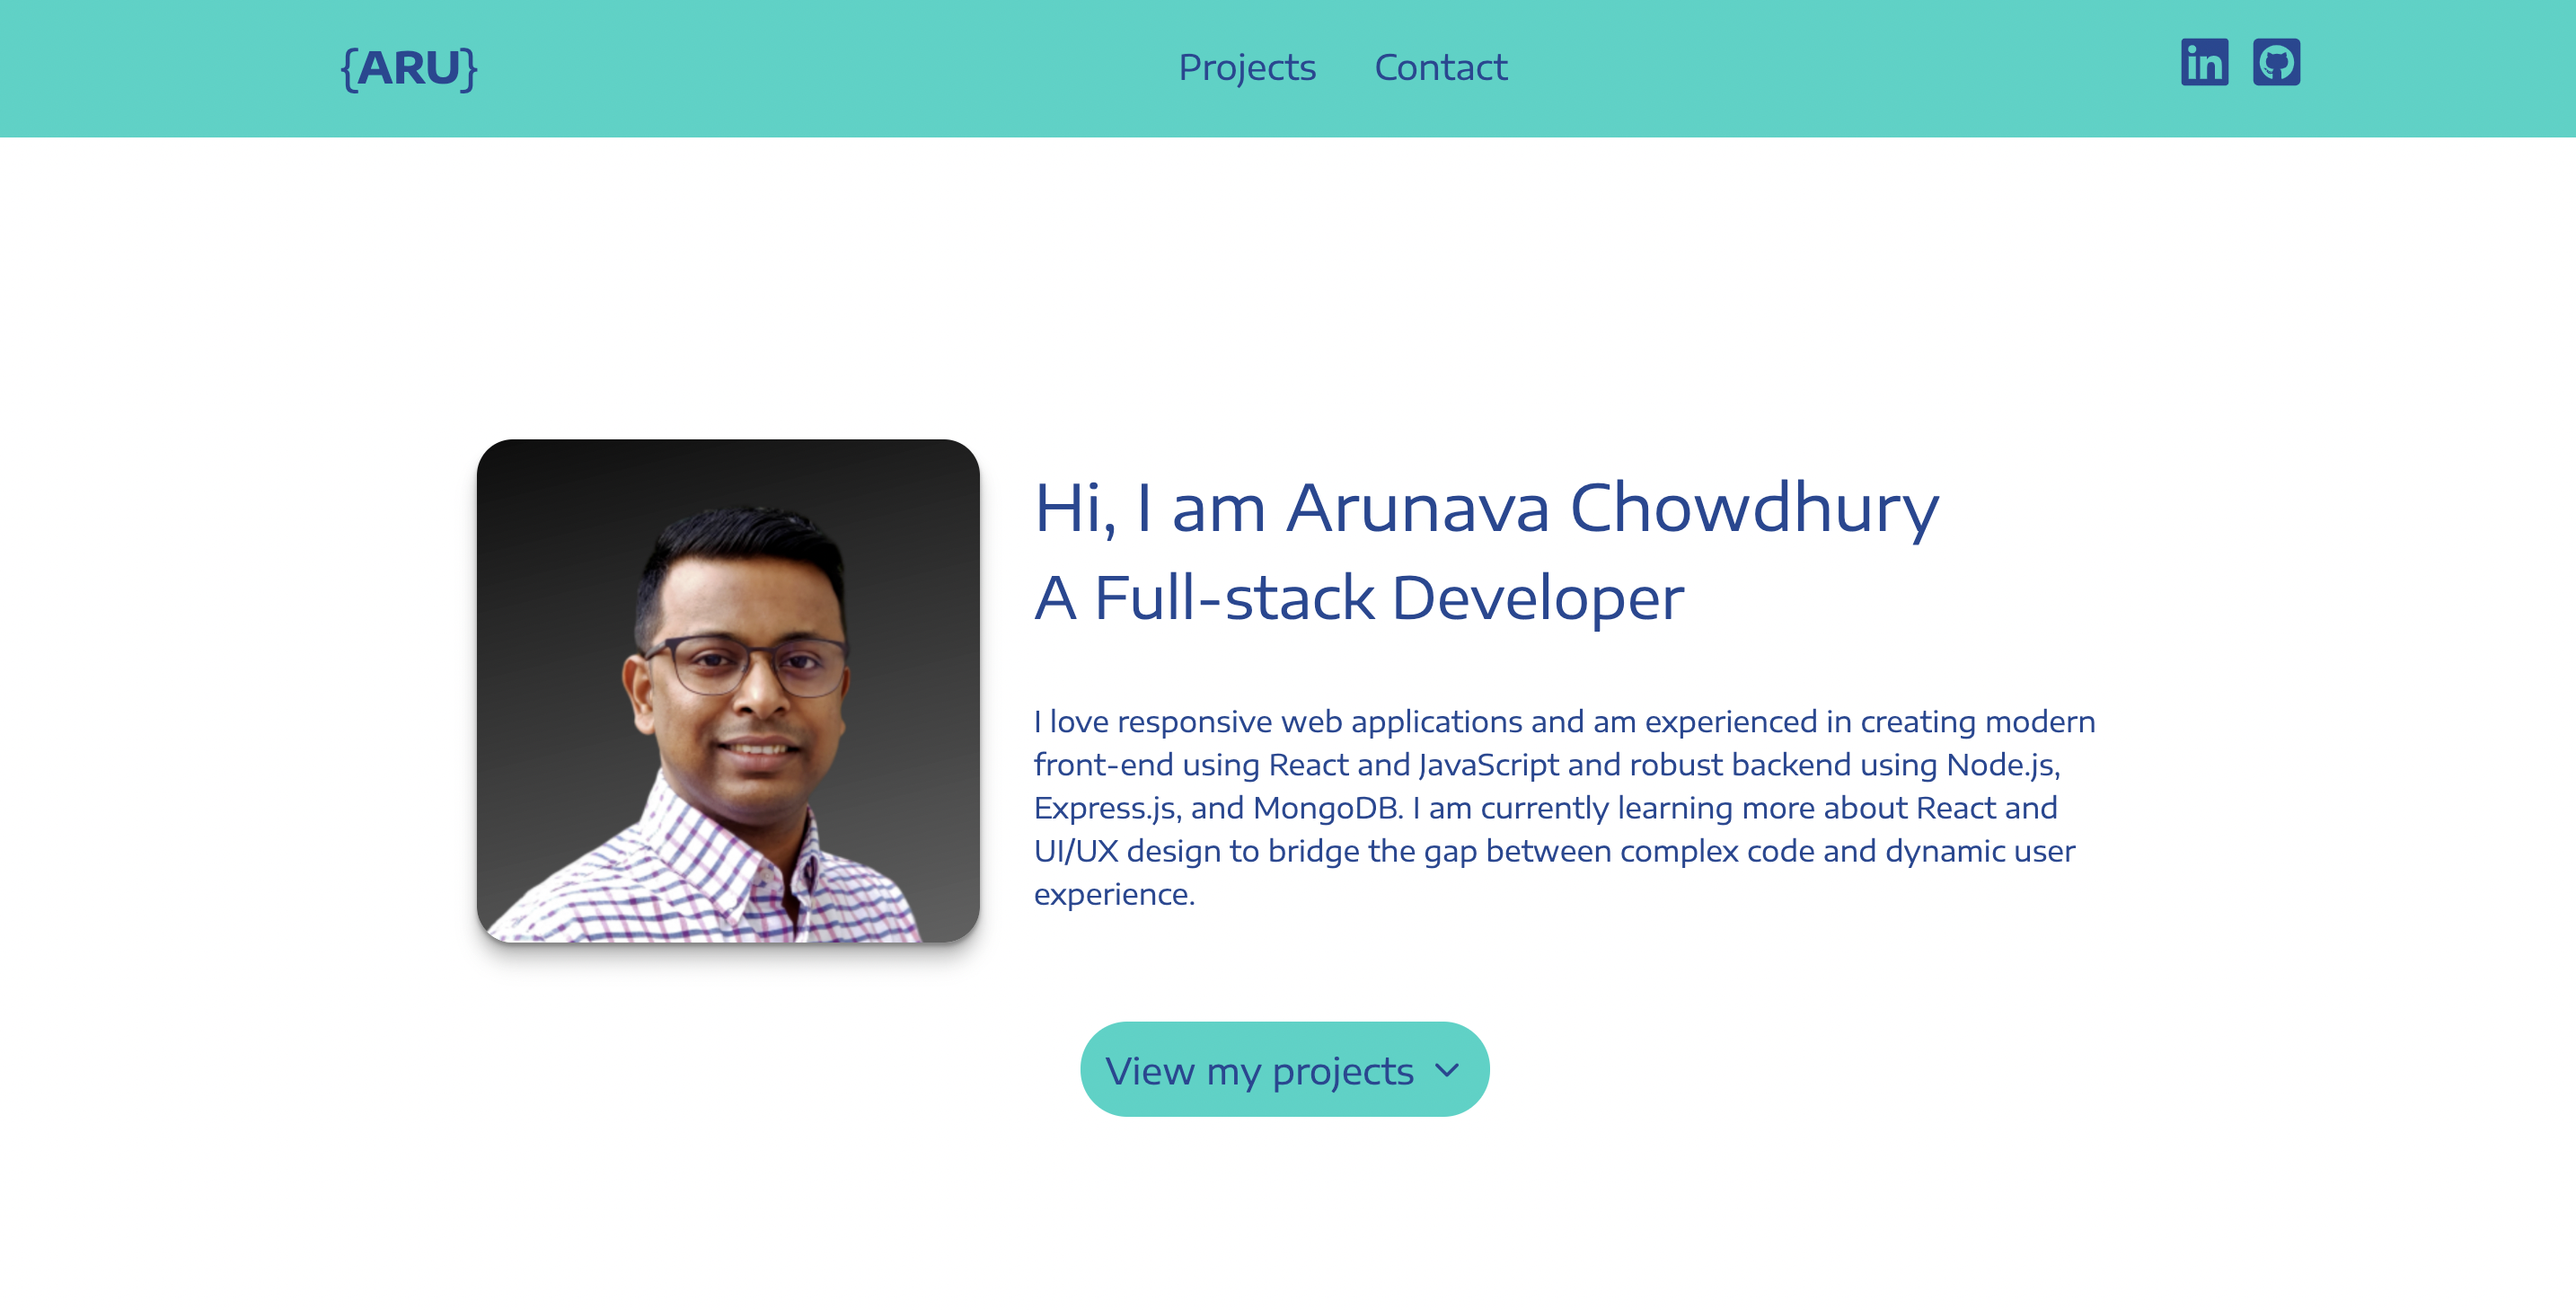 {ARU}
Projects
Contact
in
Hi, I am Arunava Chowdhury
A Full-stack Developer
I love responsive web applications and am experienced in creating modern
front-end using React and JavaScript and robust backend using Node.js,
Express.js, and MongoDB. I am currently learning more about React and
UI/UX design to bridge the gap between complex code and dynamic user
experience.
View my projects